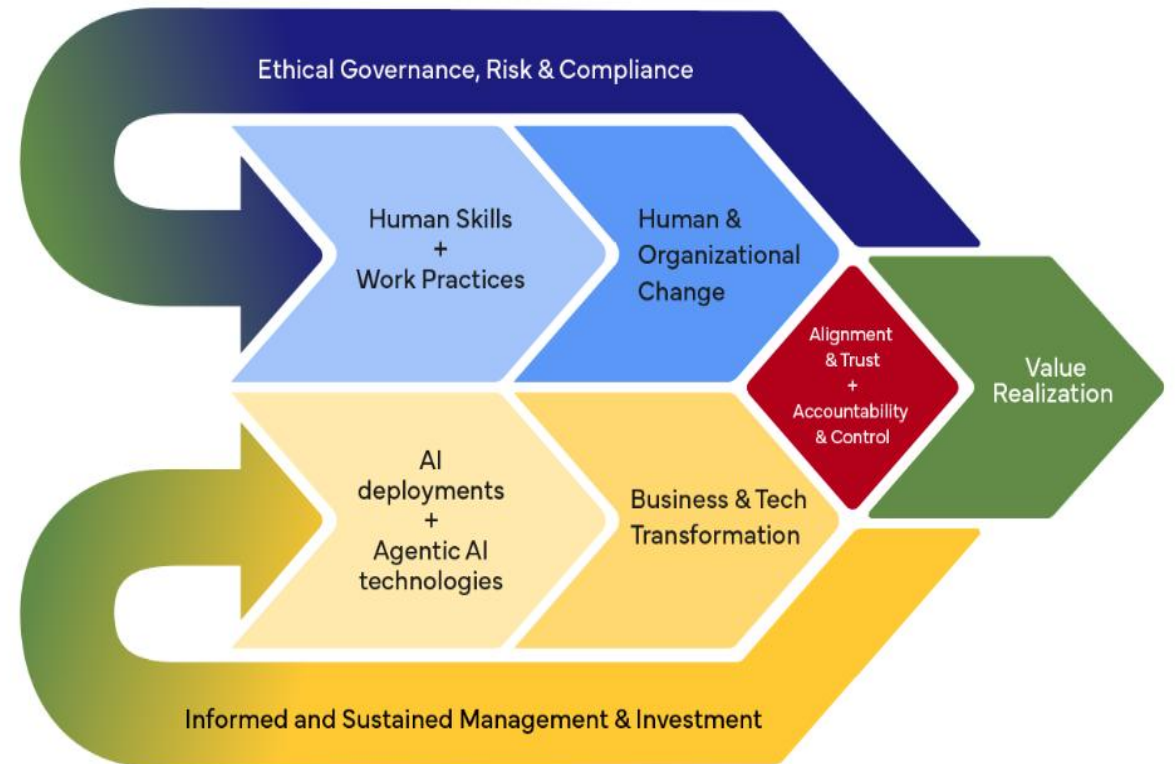 Ethical Governance, Risk & Compliance
Human Skills
+
Work Practices
Human &
Organizational
Change
Alignment
& Trust
+
Accountability
& Control
Value
Realization
AI
deployments
+
Agentic AI
technologies
Business & Tech
Transformation
Informed and Sustained Management & Investment